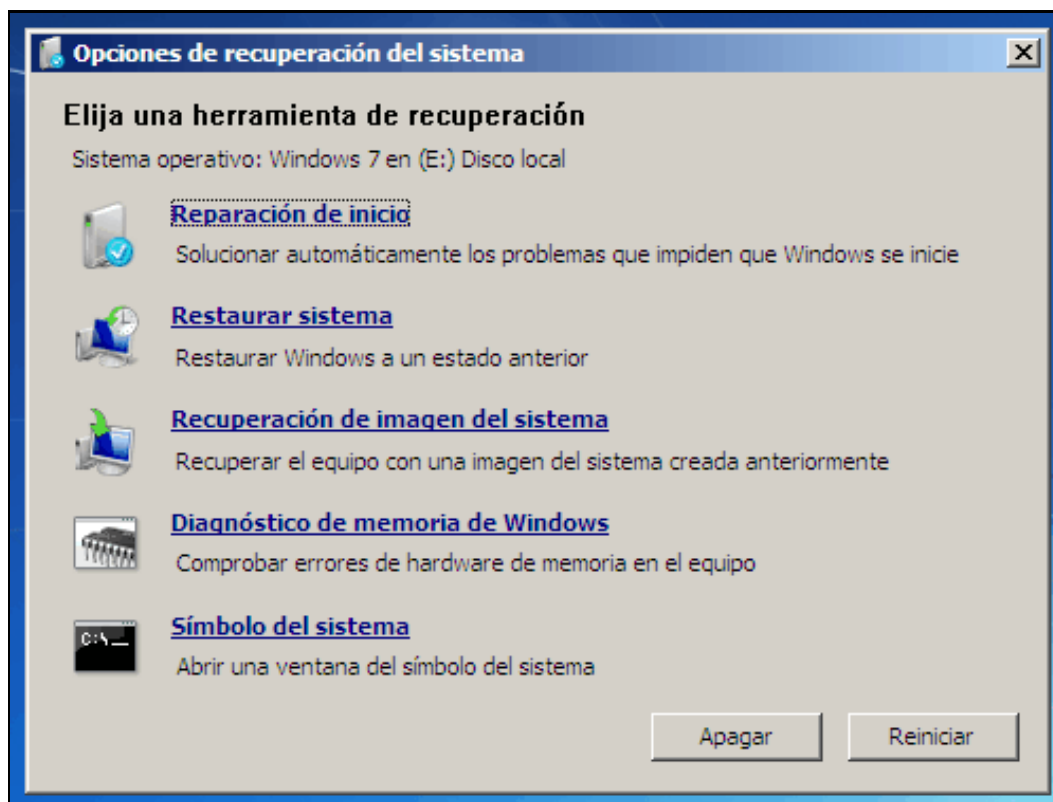 Opciones de recuperación del sistema
Elija una herramienta de recuperación
Sistema operativo: Windows 7 en (E:) Disco local
Reparación de inicio
Solucionar automáticamente los problemas que impiden que Windows se inicie
Restaurar sistema
Restaurar Windows a un estado anterior
Recuperación de imagen del sistema
Recuperar el equipo con una imagen del sistema creada anteriormente
Diagnóstico de memoria de Windows
Comprobar errores de hardware de memoria en el equipo
C:\_
Símbolo del sistema
Abrir una ventana del símbolo del sistema
Apagar
Reiniciar